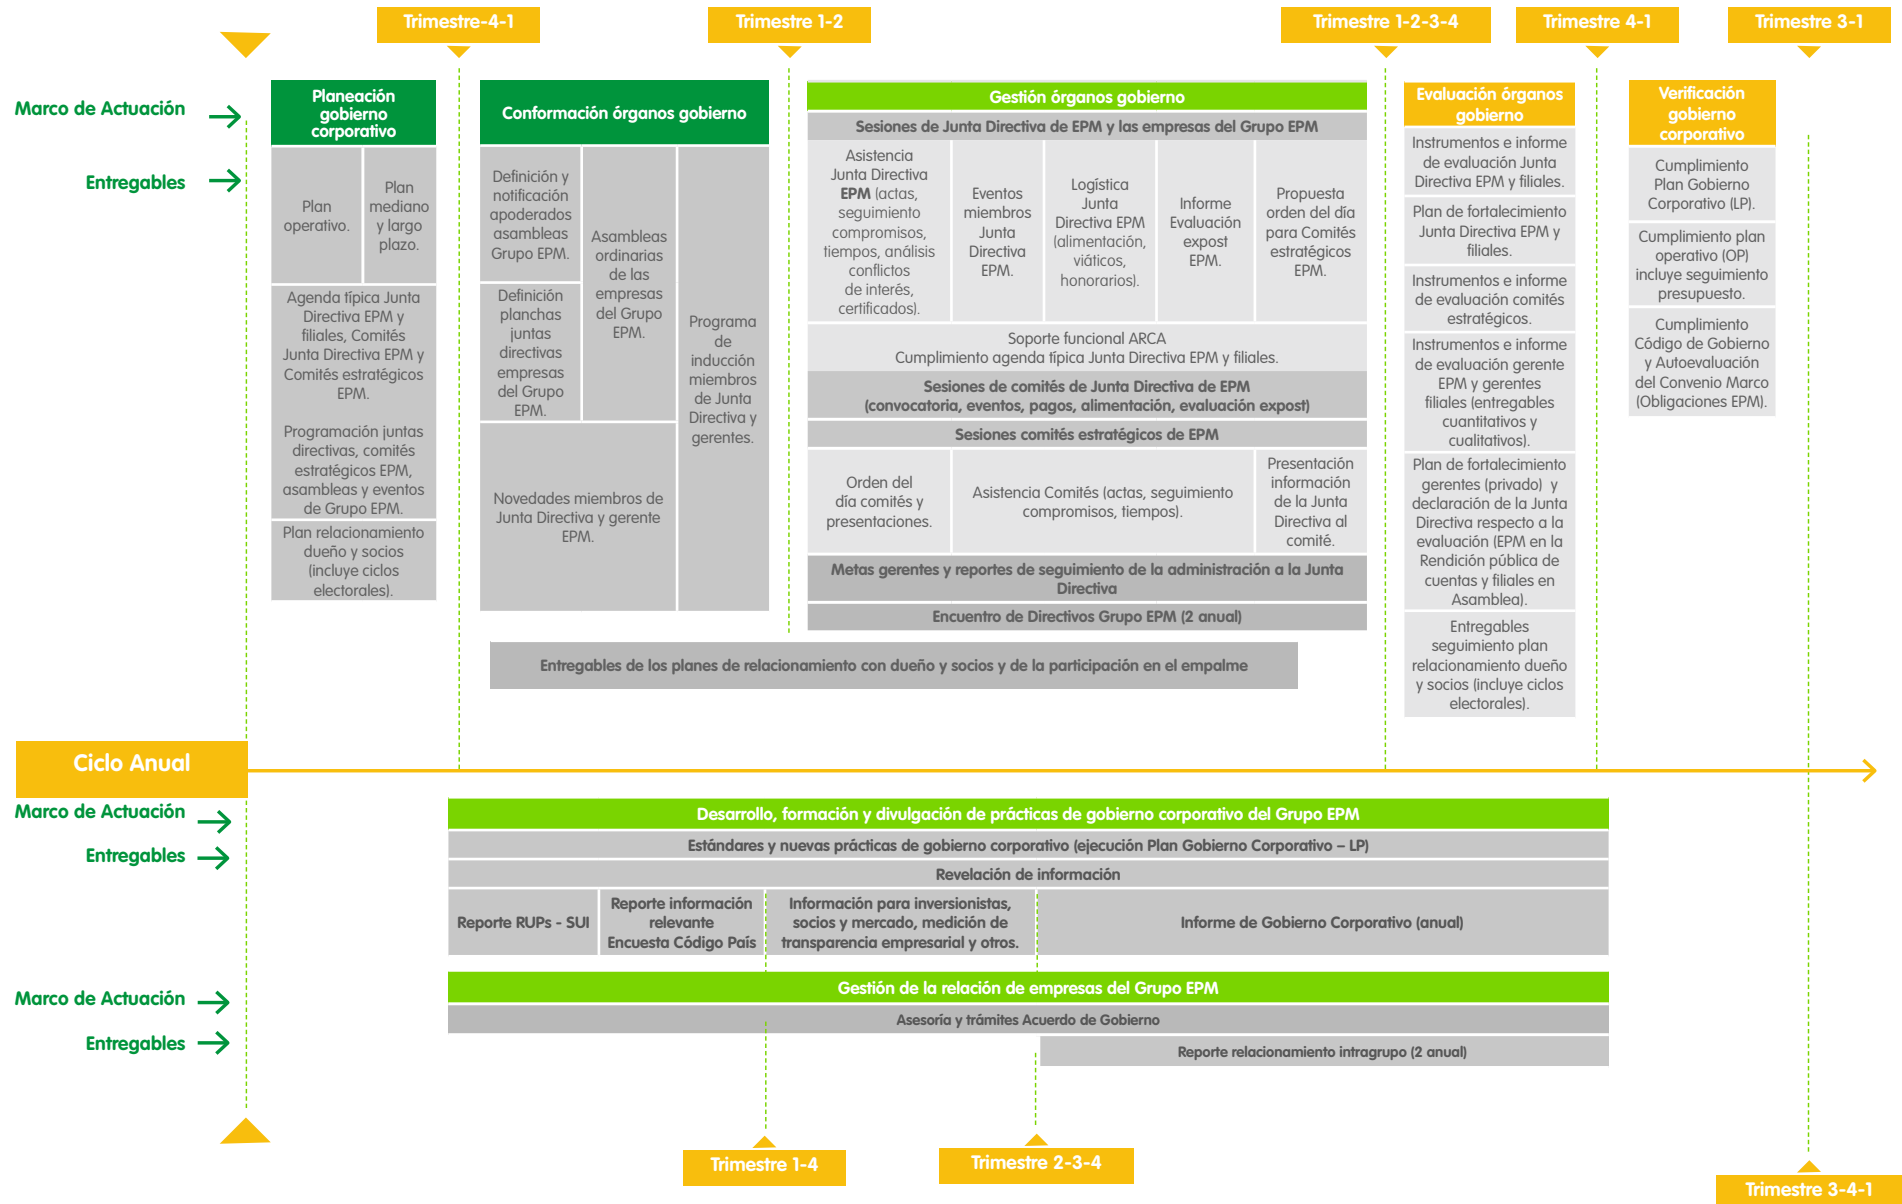 Trimestre-4-1
Trimestre 1-2
Trimestre 1-2-3-4
Trimestre 4-1
Trimestre 3-1
Marco de Actuación
Entregables
Planeación
gobierno
corporativo
Plan
operativo.
Plan
mediano
y largo
plazo.
Agenda típica Junta
Directiva EPM y
filiales, Comités
Junta Directiva EPM y
Comités estratégicos
EPM.
Programación juntas
directivas, comités
estratégicos EPM,
asambleas y eventos
de Grupo EPM.
Plan relacionamiento
dueño y socios
(incluye ciclos
electorales).
Conformación órganos gobierno
Definición y
notificación
apoderados
asambleas
Grupo EPM.
Definición
planchas
juntas
directivas
empresas
del Grupo
EPM.
Asambleas
ordinarias
de las
empresas
del Grupo
EPM.
Programa
de
inducción
miembros
de Junta
Directiva y
gerentes.
Novedades miembros de
Junta Directiva y gerente
EPM.
Gestión órganos gobierno
Sesiones de Junta Directiva de EPM y las empresas del Grupo EPM
Asistencia
Junta Directiva
EPM (actas,
seguimiento
compromisos,
tiempos, análisis
conflictos
de interés,
certificados).
Eventos
miembros
Junta
Directiva
EPM.
Logística
Junta
Directiva EPM
(alimentación,
viáticos,
honorarios).
Informe
Evaluación
expost
EPM.
Propuesta
orden del día
para Comités
estratégicos
EPM.
Soporte funcional ARCA
Cumplimiento agenda típica Junta Directiva EPM y filiales.
Sesiones de comités de Junta Directiva de EPM
(convocatoria, eventos, pagos, alimentación, evaluación expost)
Sesiones comités estratégicos de EPM
Orden del
día comités y
presentaciones.
Asistencia Comités (actas, seguimiento
compromisos, tiempos).
Presentación
información
de la Junta
Directiva al
comité.
Metas gerentes y reportes de seguimiento de la administración a la Junta
Directiva
Encuentro de Directivos Grupo EPM (2 anual)
Entregables de los planes de relacionamiento con dueño y socios y de la participación en el empalme
Evaluación órganos
gobierno
Instrumentos e informe
de evaluación Junta
Directiva EPM y filiales.
Plan de fortalecimiento
Junta Directiva EPM y
filiales.
Instrumentos e informe
de evaluación comités
estratégicos.
Instrumentos e informe
de evaluación gerente
EPM y gerentes
filiales (entregables
cuantitativos y
cualitativos).
Plan de fortalecimiento
gerentes (privado) y
declaración de la Junta
Directiva respecto a la
evaluación (EPM en la
Rendición pública de
cuentas y filiales en
Asamblea).
Entregables
seguimiento plan
relacionamiento dueño
y socios (incluye ciclos
electorales).
Verificación
gobierno
corporativo
Cumplimiento
Plan Gobierno
Corporativo (LP).
Cumplimiento plan
operativo (OP)
incluye seguimiento
presupuesto.
Cumplimiento
Código de Gobierno
y Autoevaluación
del Convenio Marco
(Obligaciones EPM).
Ciclo Anual
Marco de Actuación
Entregables
Desarrollo, formación y divulgación de prácticas de gobierno corporativo del Grupo EPM
Estándares y nuevas prácticas de gobierno corporativo (ejecución Plan Gobierno Corporativo – LP)
Revelación de información
Reporte RUPs - SUI
Reporte información
relevante
Encuesta Código País
Información para inversionistas,
socios y mercado, medición de
transparencia empresarial y otros.
Informe de Gobierno Corporativo (anual)
Marco de Actuación
Entregables
Gestión de la relación de empresas del Grupo EPM
Asesoría y trámites Acuerdo de Gobierno
Reporte relacionamiento intragrupo (2 anual)
Trimestre 1-4
Trimestre 2-3-4
Trimestre 3-4-1